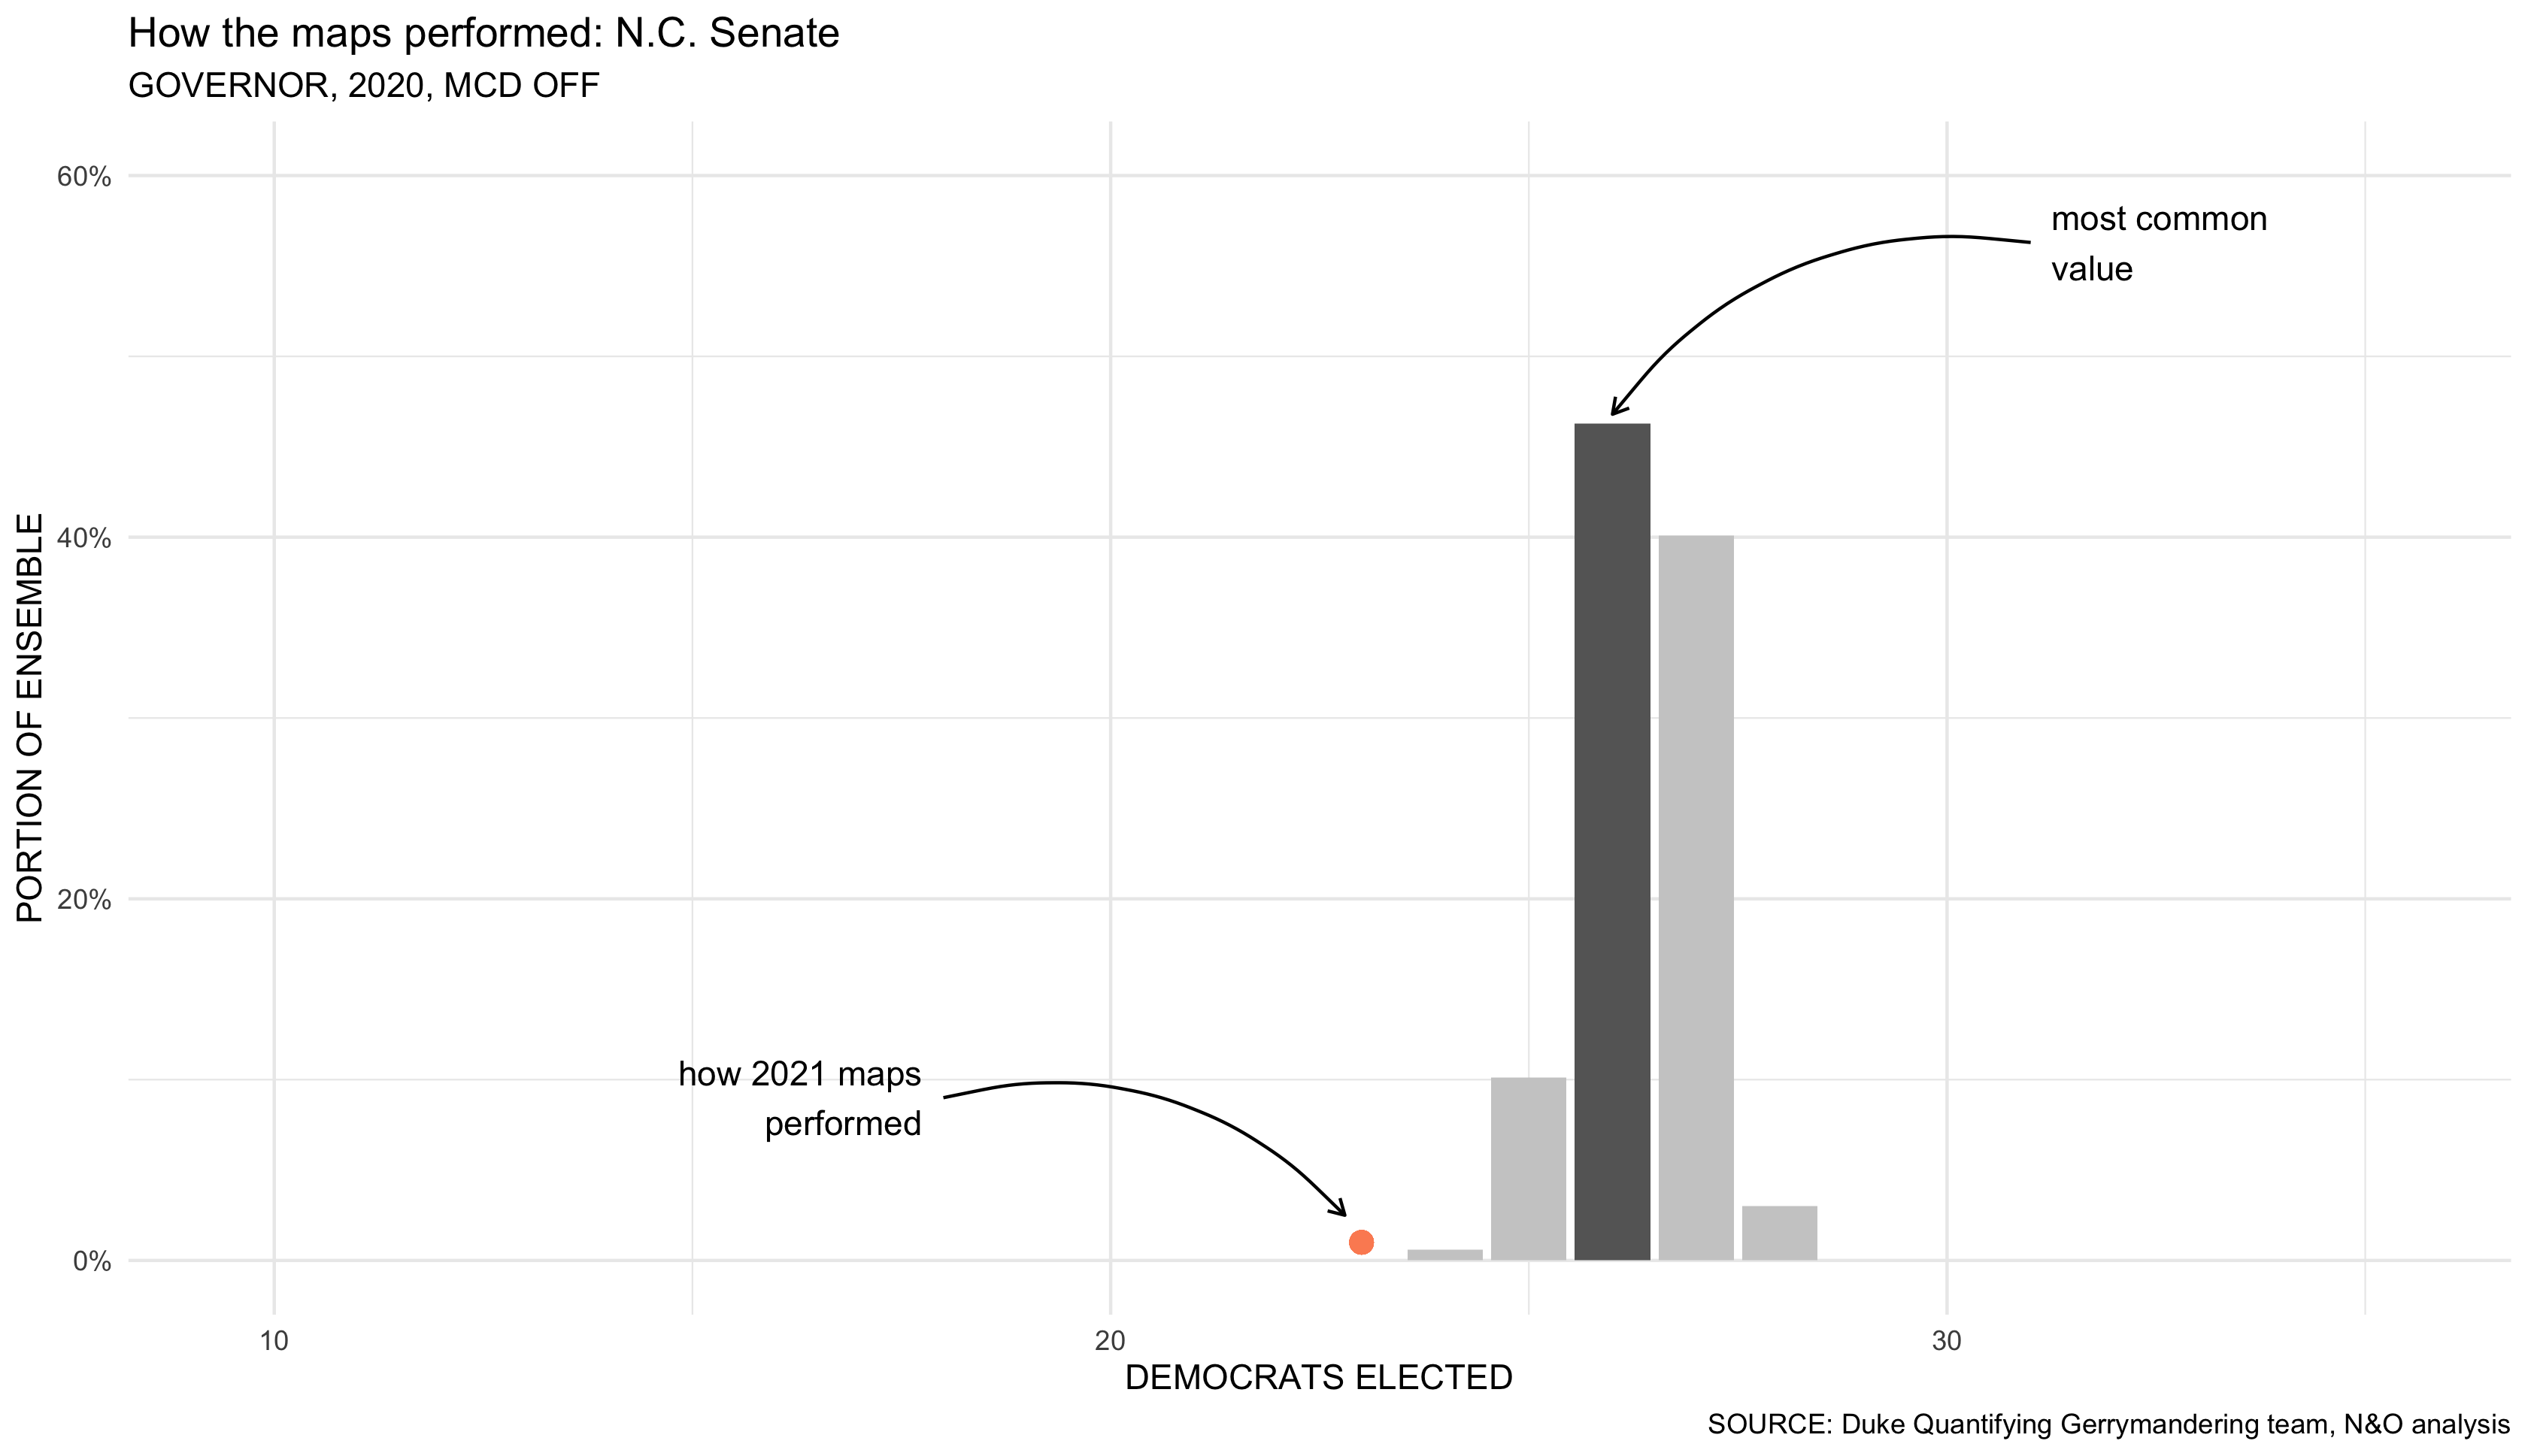 How the maps performed: N.C. Senate
GOVERNOR, 2020, MCD OFF
60%
most common
value
40%
PORTION OF ENSEMBLE
20%
how 2021 maps
performed
0%
10
20
30
DEMOCRATS ELECTED
SOURCE: Duke Quantifying Gerrymandering team, N&O analysis